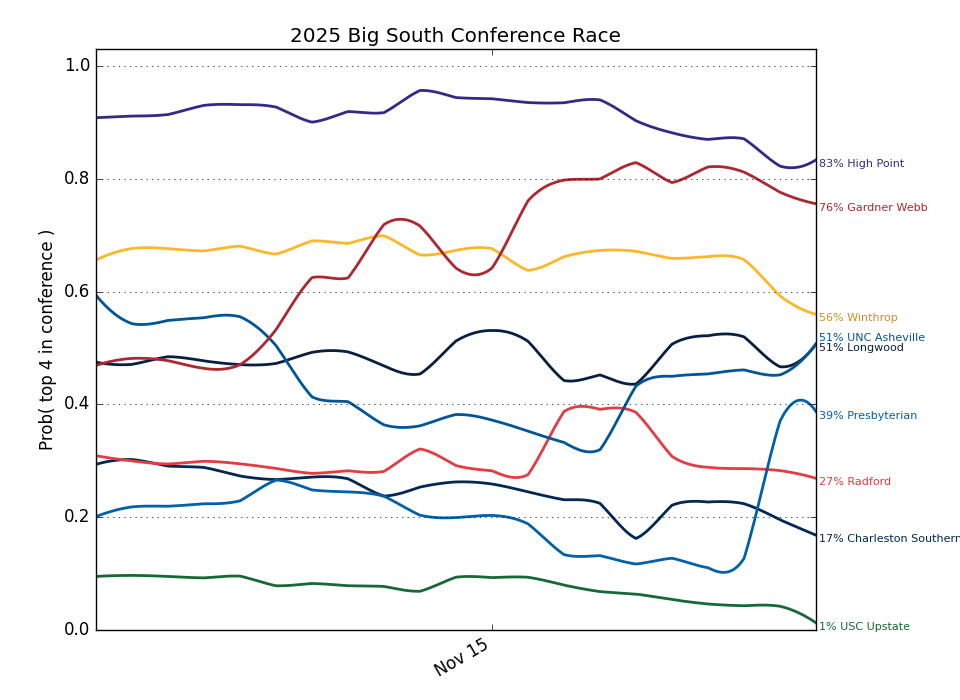 2025 Big South Conference Race
Prob( top 4 in conference )
1.0
0.8
0.6
0.4
0.2
0.0
Nov 15
83% High Point
76% Gardner Webb
56% Winthrop
51% UNC Asheville
51% Longwood
39% Presbyterian
27% Radford
17% Charleston Southern
1% USC Upstate